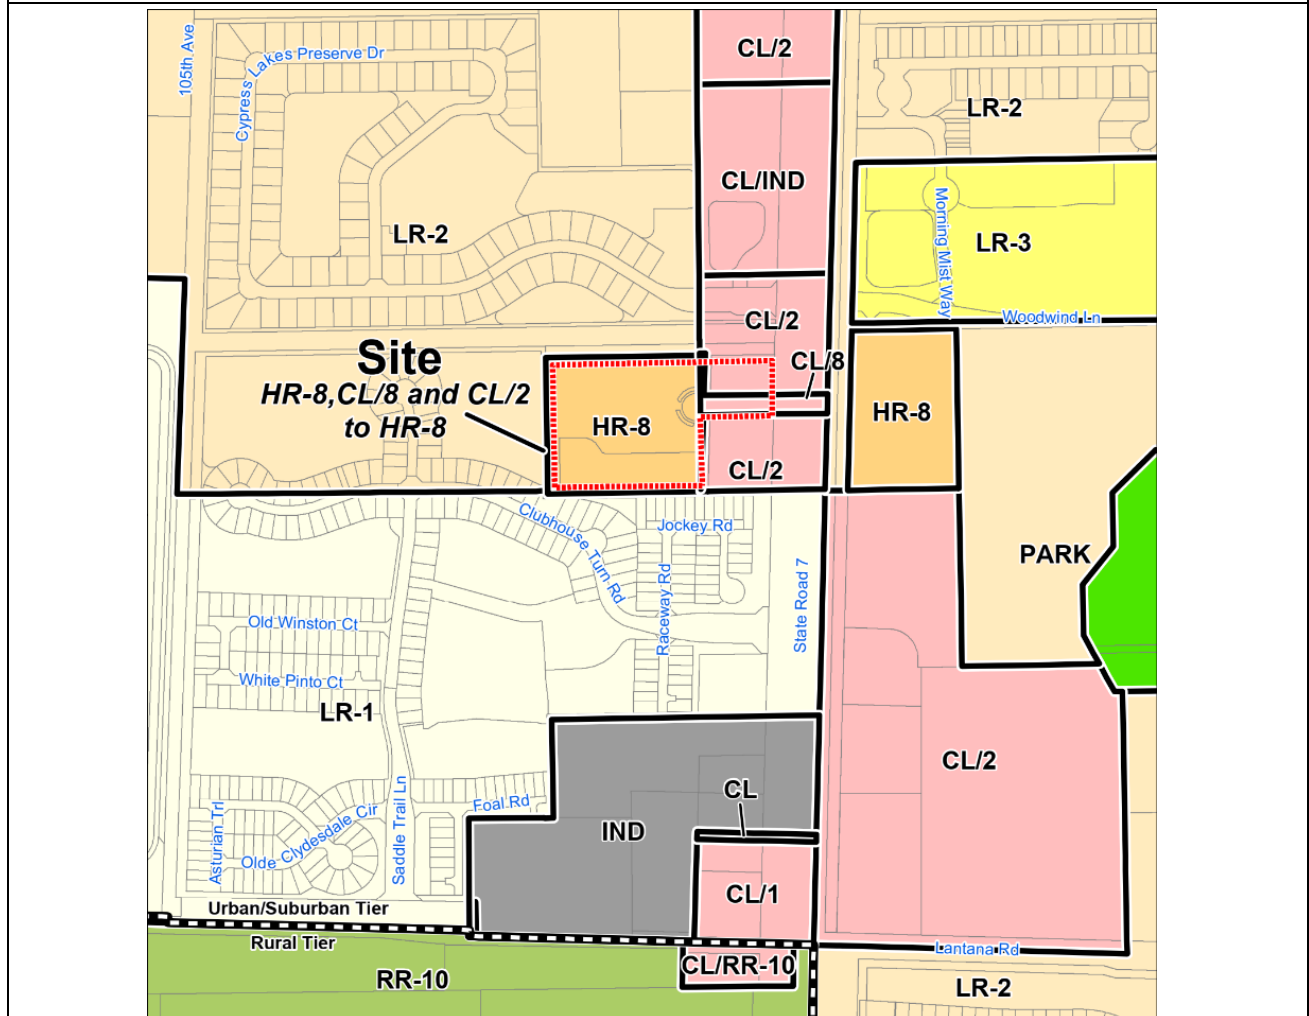 CL/2
105th Ave
Cypress Lakes Preserve Dr
LR-2
CL/IND
LR-2
Morning Mist Way
LR-3
Woodwind Ln
CL/2
Site
HR-8,CL/8 and CL/2
to HR-8
CL/8
HR-8
HR-8
CL/2
Clubhouse Turn Rd
Jockey Rd
PARK
Raceway Rd
State Road 7
Old Winston Ct
White Pinto Ct
LR-1
CL/2
CL
Foal Rd
IND
Asturian Trl
Olde Clydesdale Cir
Saddle Trail Ln
CL/1
Urban/Suburban Tier
Rural Tier
Lantana Rd
CL/RR-10
RR-10
LR-2